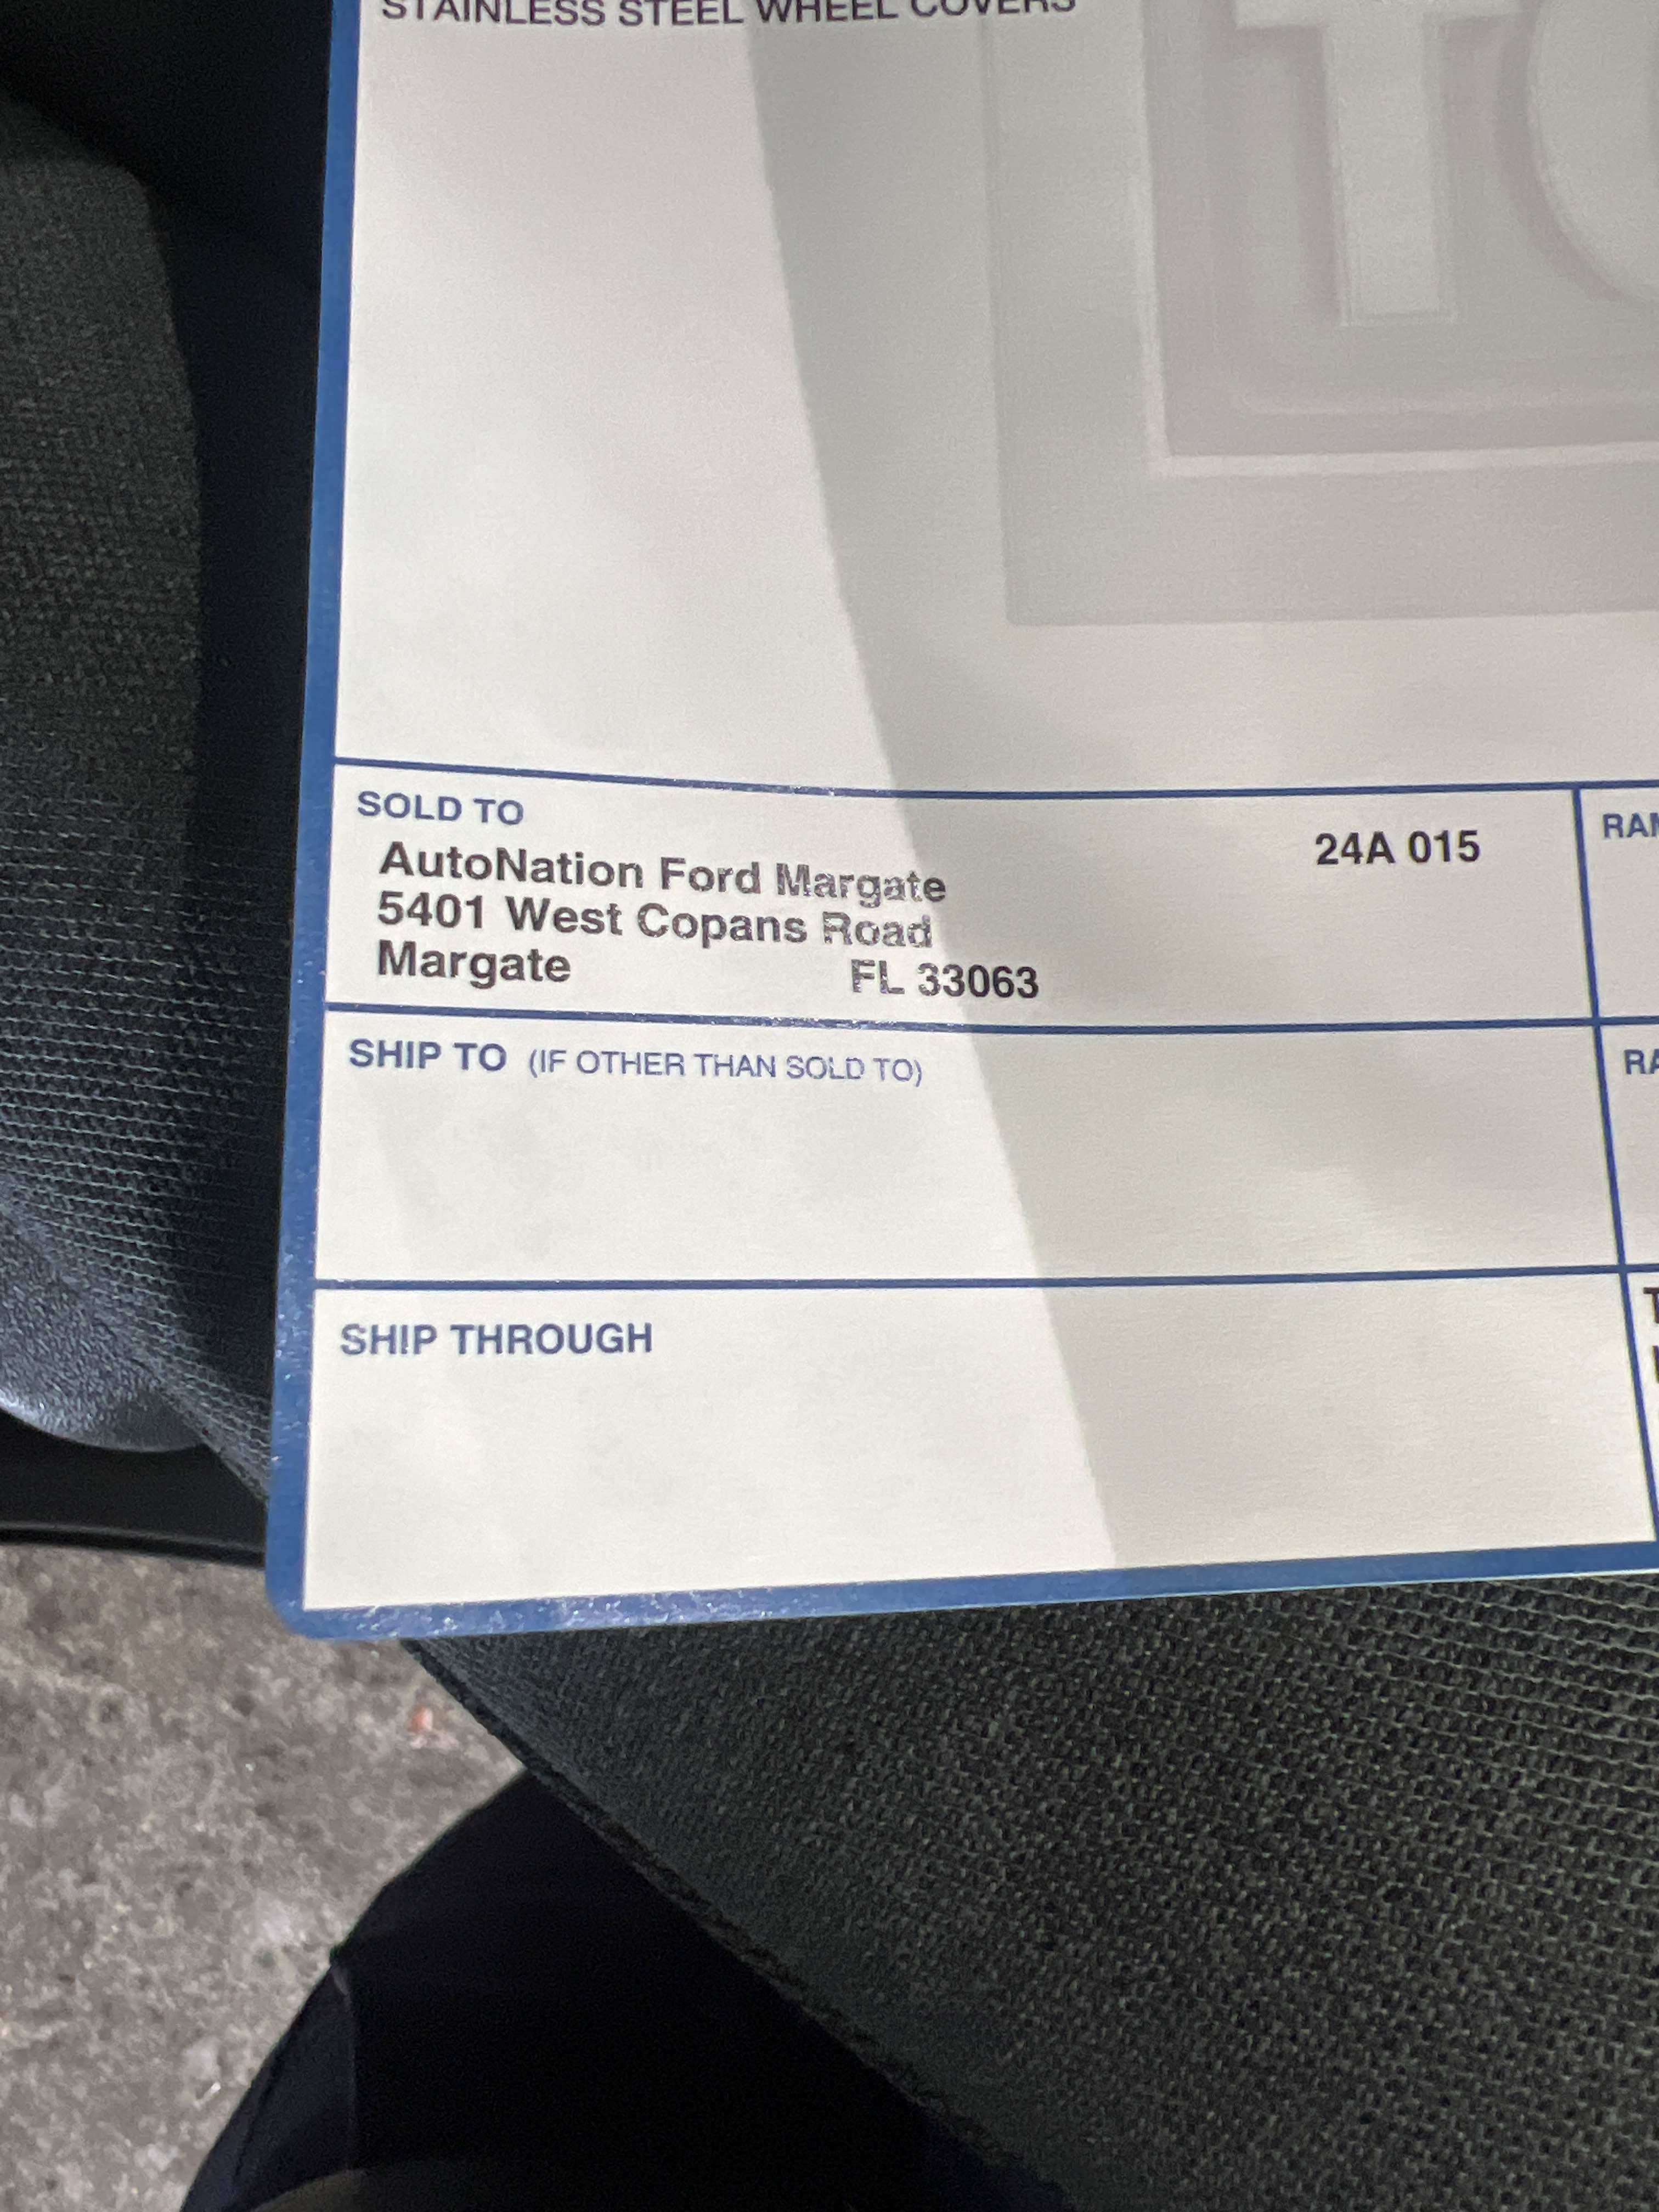 STAINLESS STEEL WHEEL COVERS
SOLD TO
AutoNation Ford Margate 24A 015
5401 West Copans Road
Margate FL 33063
SHIP TO (IF OTHER THAN SOLD TO)
SHIP THROUGH